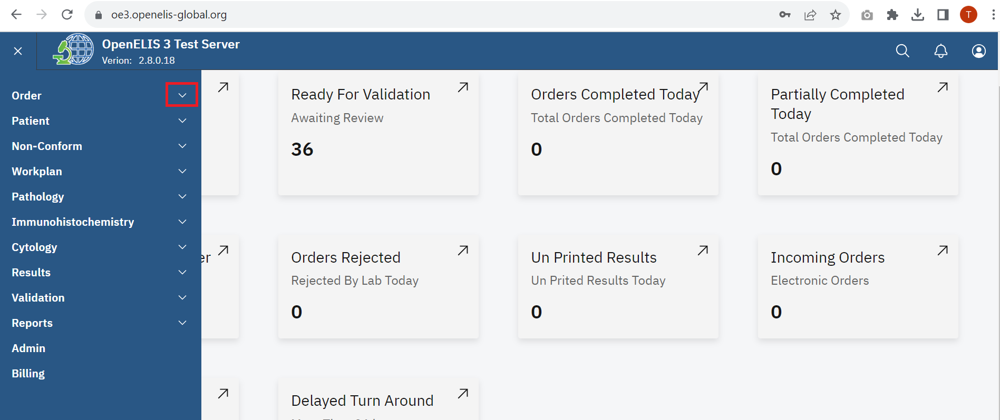 oe3.openelis-global.org
T
OpenELIS 3 Test Server
Verion: 2.8.0.18
Order
Patient
Non-Conform
Workplan
Pathology
Immunohistochemistry
Cytology
Results
Validation
Reports
Admin
Billing
Ready For Validation
Awaiting Review
36
Orders Completed Today
Total Orders Completed Today
0
Partially Completed
Today
Total Orders Completed Today
0
er
Orders Rejected
Rejected By Lab Today
0
Un Printed Results
Un Prited Results Today
0
Incoming Orders
Electronic Orders
0
Delayed Turn Around